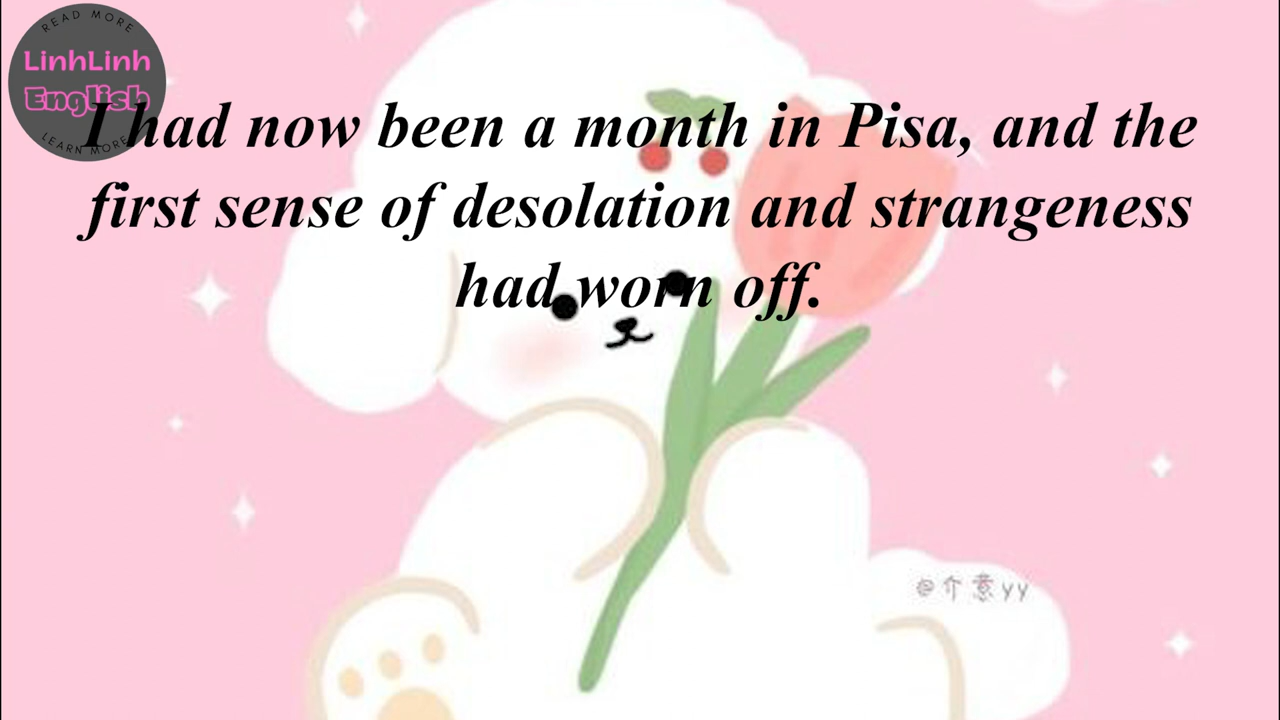 READ MORE
LinhLinh
English
LEARN MORE
I had now been a month in Pisa, and the
first sense of desolation and strangeness
had worn off.
@介意yy